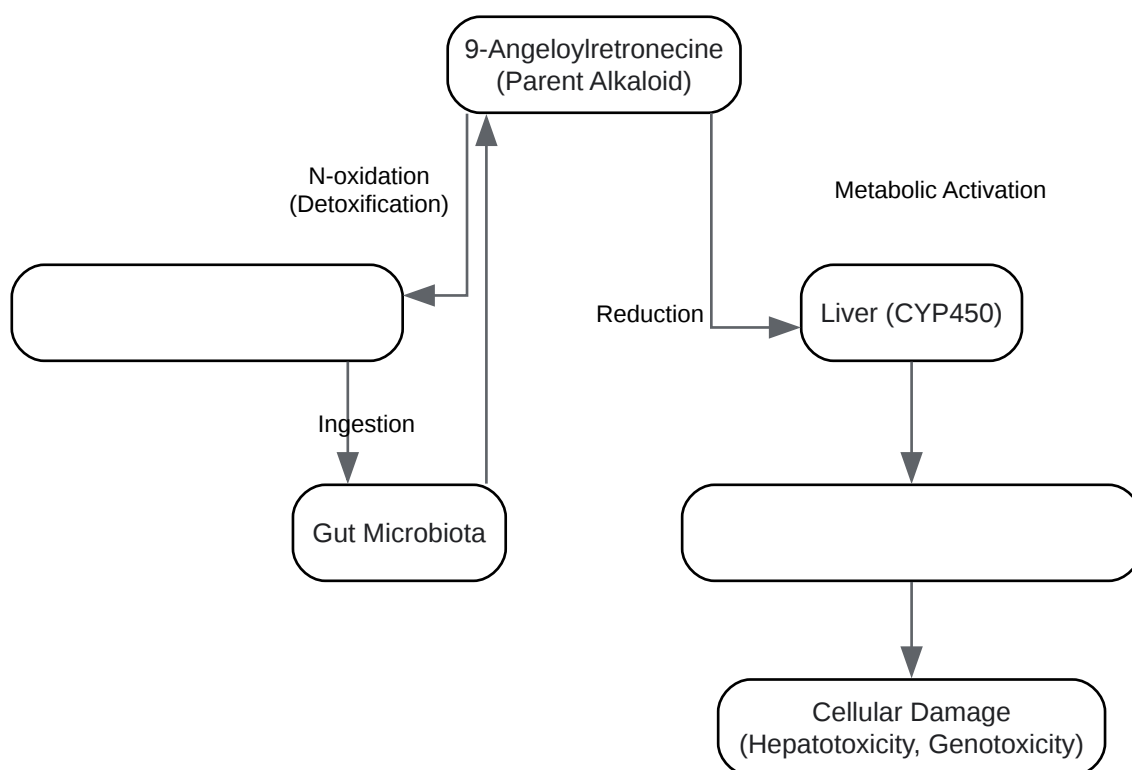 9-Angeloylretronecine
(Parent Alkaloid)
N-oxidation
(Detoxification)
Metabolic Activation
Reduction
Liver (CYP450)
Ingestion
Gut Microbiota
Cellular Damage
(Hepatotoxicity, Genotoxicity)